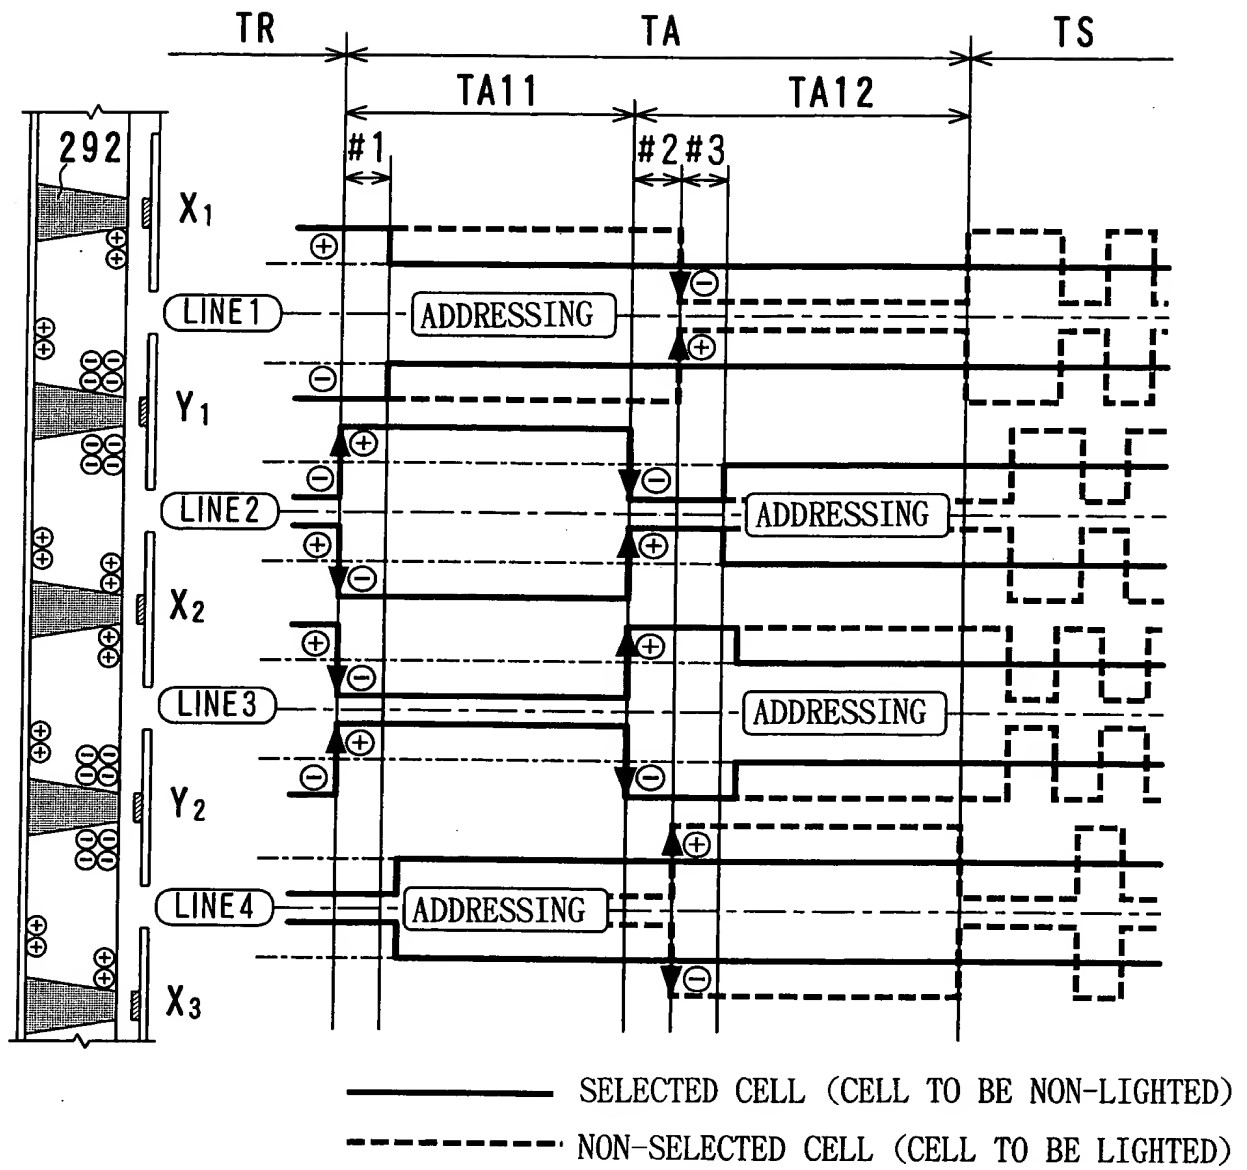 TR TA TS
TA11 TA12
292 #1 #2 #3
X1
⊕ ⊕ ⊕ ⊖
LINE1 ADDRESSING
⊕ ⊕ ⊖ ⊖ ⊖ ⊖ ⊖ ⊕
Y1
⊖ ⊖ ⊖ ⊖ ⊖ ⊕ ⊖
LINE2 ADDRESSING
⊕ ⊕ ⊕ ⊕ ⊕ ⊖ ⊕
X2
⊕ ⊕ ⊕ ⊖ ⊕
LINE3 ADDRESSING
⊕ ⊕ ⊖ ⊖ ⊖ ⊖ ⊖ ⊕ ⊖
Y2
⊖ ⊖ ⊖ ⊖ ⊕
LINE4 ADDRESSING
⊕ ⊕ ⊕ ⊕ ⊖
X3
SELECTED CELL (CELL TO BE NON-LIGHTED)
NON-SELECTED CELL (CELL TO BE LIGHTED)